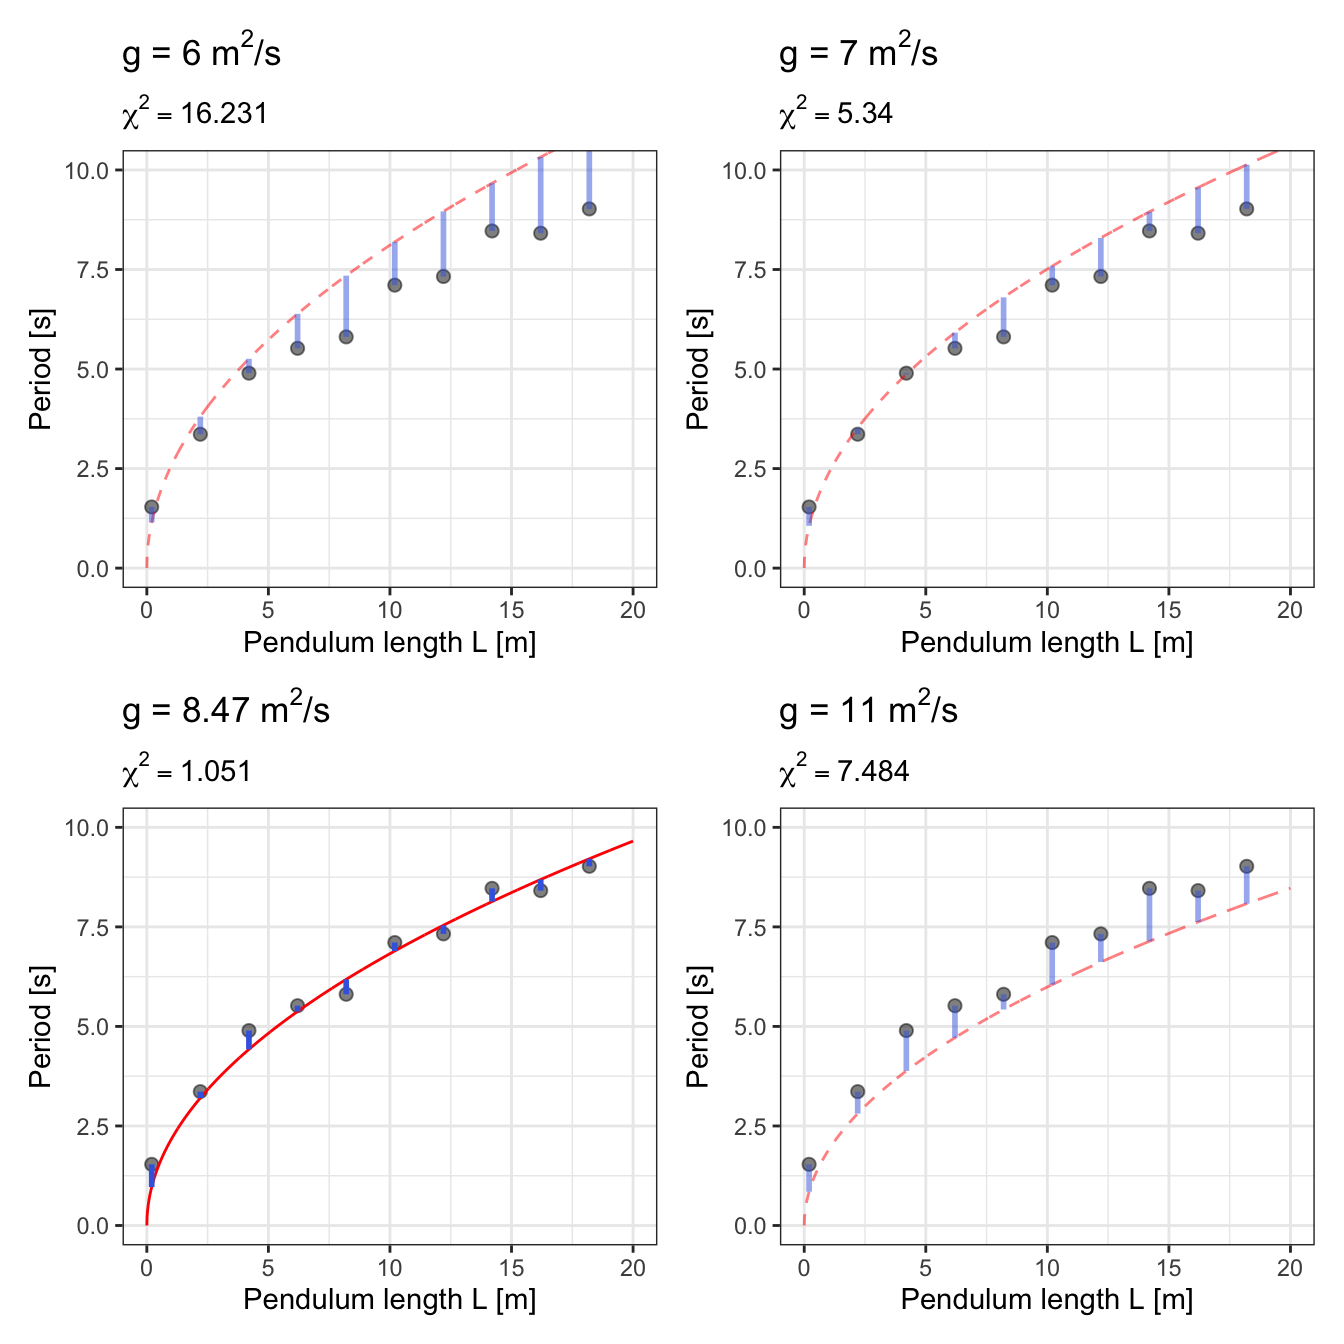 g = 6 m²/s
χ² = 16.231
10.0
7.5
5.0
2.5
0.0
Period [s]
0 5 10 15 20
Pendulum length L [m]
g = 7 m²/s
χ² = 5.34
10.0
7.5
5.0
2.5
0.0
Period [s]
0 5 10 15 20
Pendulum length L [m]
g = 8.47 m²/s
χ² = 1.051
10.0
7.5
5.0
2.5
0.0
Period [s]
0 5 10 15 20
Pendulum length L [m]
g = 11 m²/s
χ² = 7.484
10.0
7.5
5.0
2.5
0.0
Period [s]
0 5 10 15 20
Pendulum length L [m]